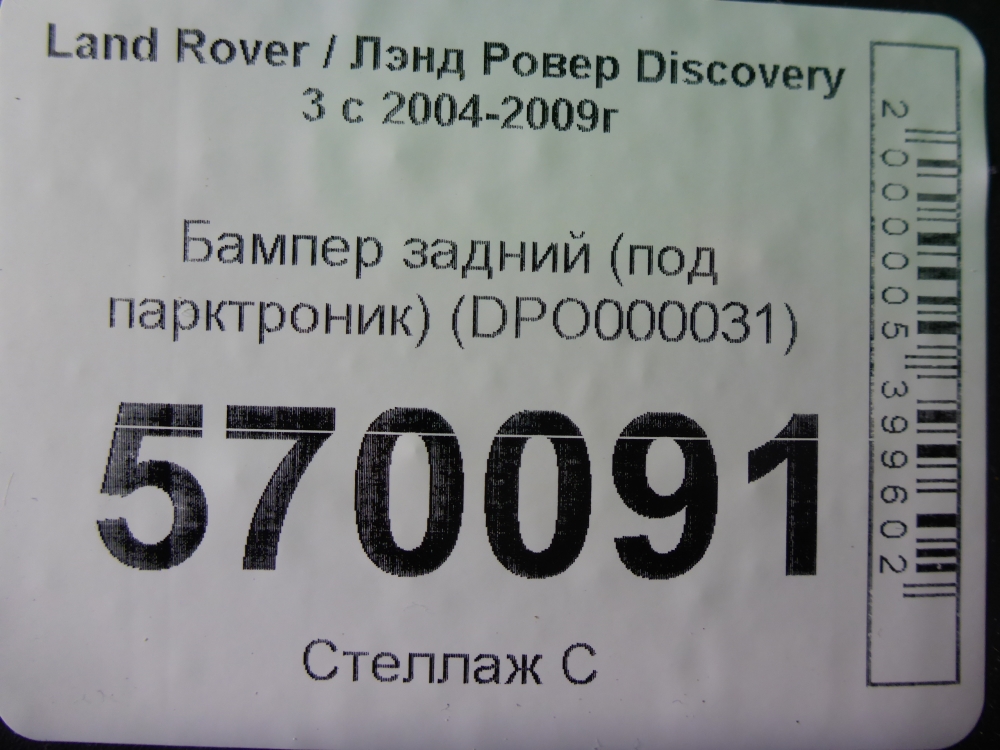 Land Rover / Лэнд Ровер Discovery
3 с 2004-2009г
Бампер задний (под
парктроник) (DPO000031)
570091
Стеллаж С
2000005399602